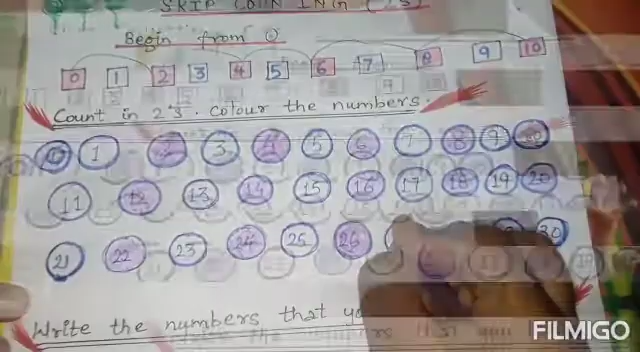 SKIP COUNTING (2'S)
Begin from 0
0 1 2 3 4 5 6 7 8 9 10
Count in 2's. Colour the numbers.
0 1 2 3 4 5 6 7 8 9 10
11 12 13 14 15 16 17 18 19 20
21 22 23 24 25 26 30
Write the numbers that yo
FILMIGO